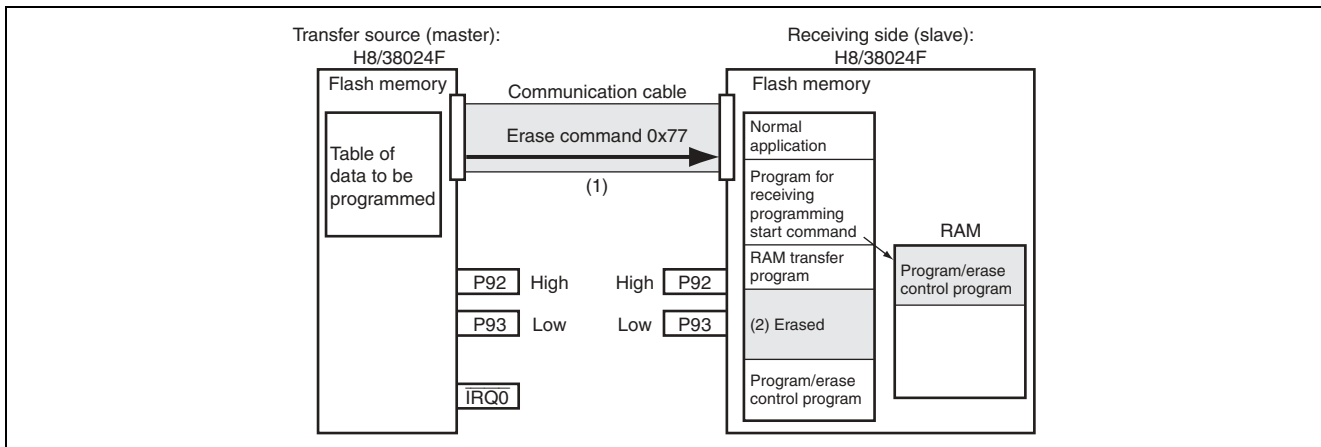 Transfer source (master):
H8/38024F
Flash memory
Table of
data to be
programmed
Communication cable
Erase command 0x77
(1)
P92 High
P93 Low
IRQ0
Receiving side (slave):
H8/38024F
Flash memory
Normal
application
Program for
receiving
programming
start command
RAM transfer
program
(2) Erased
Program/erase
control program
High P92
Low P93
RAM
Program/erase
control program